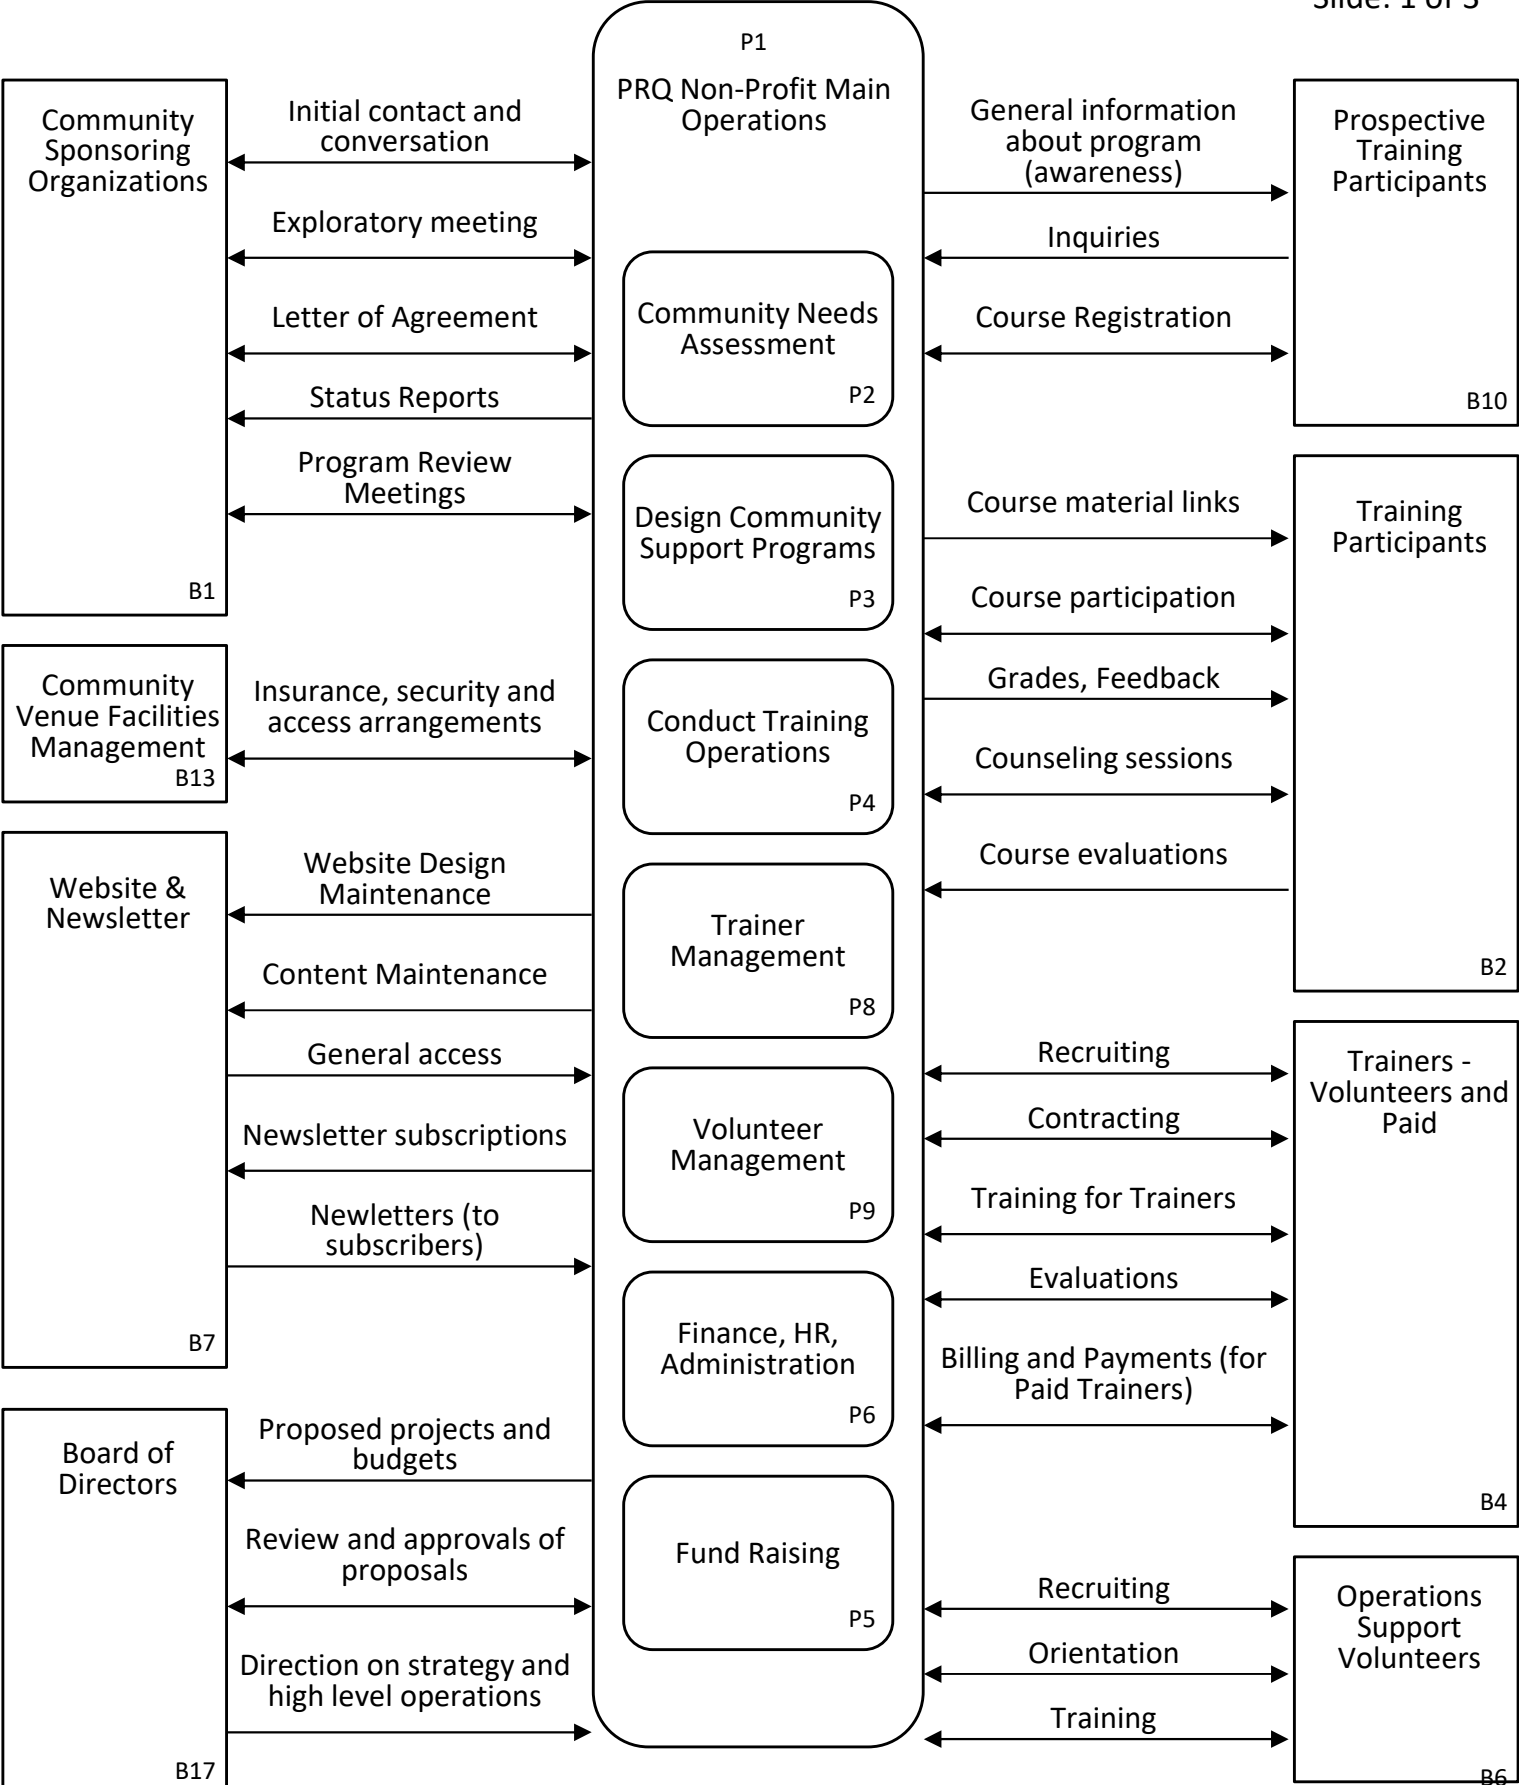 Slide: 1 of 3
P1
PRQ Non-Profit Main
Operations
Community
Sponsoring
Organizations
B1
Initial contact and
conversation
Exploratory meeting
Letter of Agreement
Status Reports
Program Review
Meetings
Community
Venue Facilities
Management
B13
Insurance, security and
access arrangements
Website &
Newsletter
B7
Website Design
Maintenance
Content Maintenance
General access
Newsletter subscriptions
Newletters (to
subscribers)
Board of
Directors
B17
Proposed projects and
budgets
Review and approvals of
proposals
Direction on strategy and
high level operations
Community Needs
Assessment
P2
Design Community
Support Programs
P3
Conduct Training
Operations
P4
Trainer
Management
P8
Volunteer
Management
P9
Finance, HR,
Administration
P6
Fund Raising
P5
General information
about program
(awareness)
Inquiries
Course Registration
Prospective
Training
Participants
B10
Course material links
Course participation
Grades, Feedback
Counseling sessions
Course evaluations
Training
Participants
B2
Recruiting
Contracting
Training for Trainers
Evaluations
Billing and Payments (for
Paid Trainers)
Trainers -
Volunteers and
Paid
B4
Recruiting
Orientation
Training
Operations
Support
Volunteers
B6